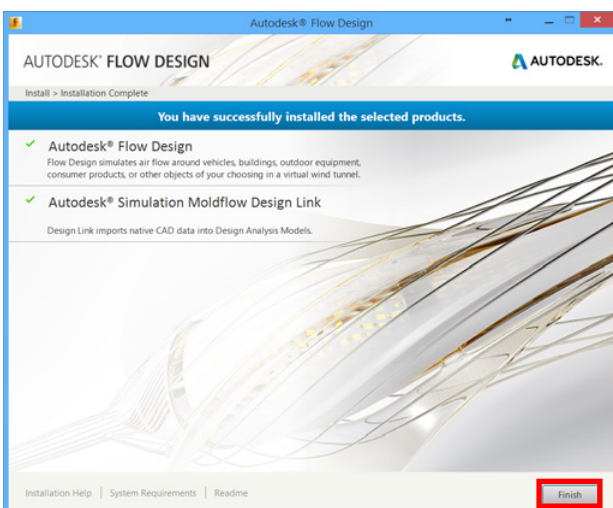 Autodesk® Flow Design
AUTODESK® FLOW DESIGN
AUTODESK.
Install > Installation Complete
You have successfully installed the selected products.
Autodesk® Flow Design
Flow Design simulates air flow around vehicles, buildings, outdoor equipment,
consumer products, or other objects of your choosing in a virtual wind tunnel.
Autodesk® Simulation Moldflow Design Link
Design Link imports native CAD data into Design Analysis Models.
Installation Help | System Requirements | Readme
Finish